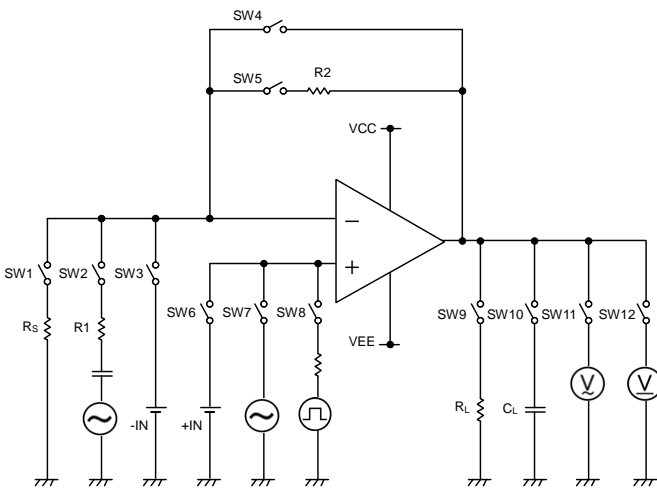 SW4
SW5 R2
VCC
−
+
SW1 SW2 SW3
SW6 SW7 SW8
SW9 SW10 SW11 SW12
RS R1
VEE
V V
-IN +IN
RL CL